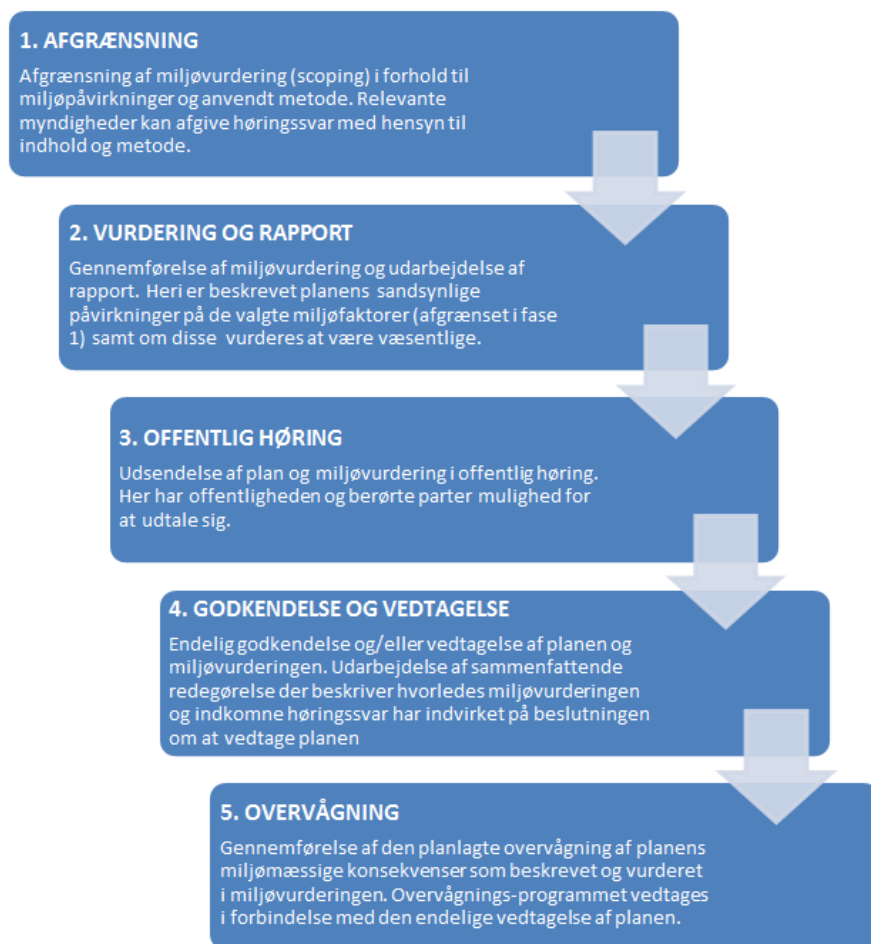 1. AFGRÆNSNING
Afgrænsning af miljøvurdering (scoping) i forhold til
miljøpåvirkninger og anvendt metode. Relevante
myndigheder kan afgive høringssvar med hensyn til
indhold og metode.
2. VURDERING OG RAPPORT
Gennemførelse af miljøvurdering og udarbejdelse af
rapport. Heri er beskrevet planens sandsynlige
påvirkninger på de valgte miljøfaktorer (afgrænset i fase
1) samt om disse vurderes at være væsentlige.
3. OFFENTLIG HØRING
Udsendelse af plan og miljøvurdering i offentlig høring.
Her har offentligheden og berørte parter mulighed for
at udtale sig.
4. GODKENDELSE OG VEDTAGELSE
Endelig godkendelse og/eller vedtagelse af planen og
miljøvurderingen. Udarbejdelse af sammenfattende
redegørelse der beskriver hvorledes miljøvurderingen
og indkomne høringssvar har indvirket på beslutningen
om at vedtage planen
5. OVERVÅGNING
Gennemførelse af den planlagte overvågning af planens
miljømæssige konsekvenser som beskrevet og vurderet
i miljøvurderingen. Overvågnings-programmet vedtages
i forbindelse med den endelige vedtagelse af planen.